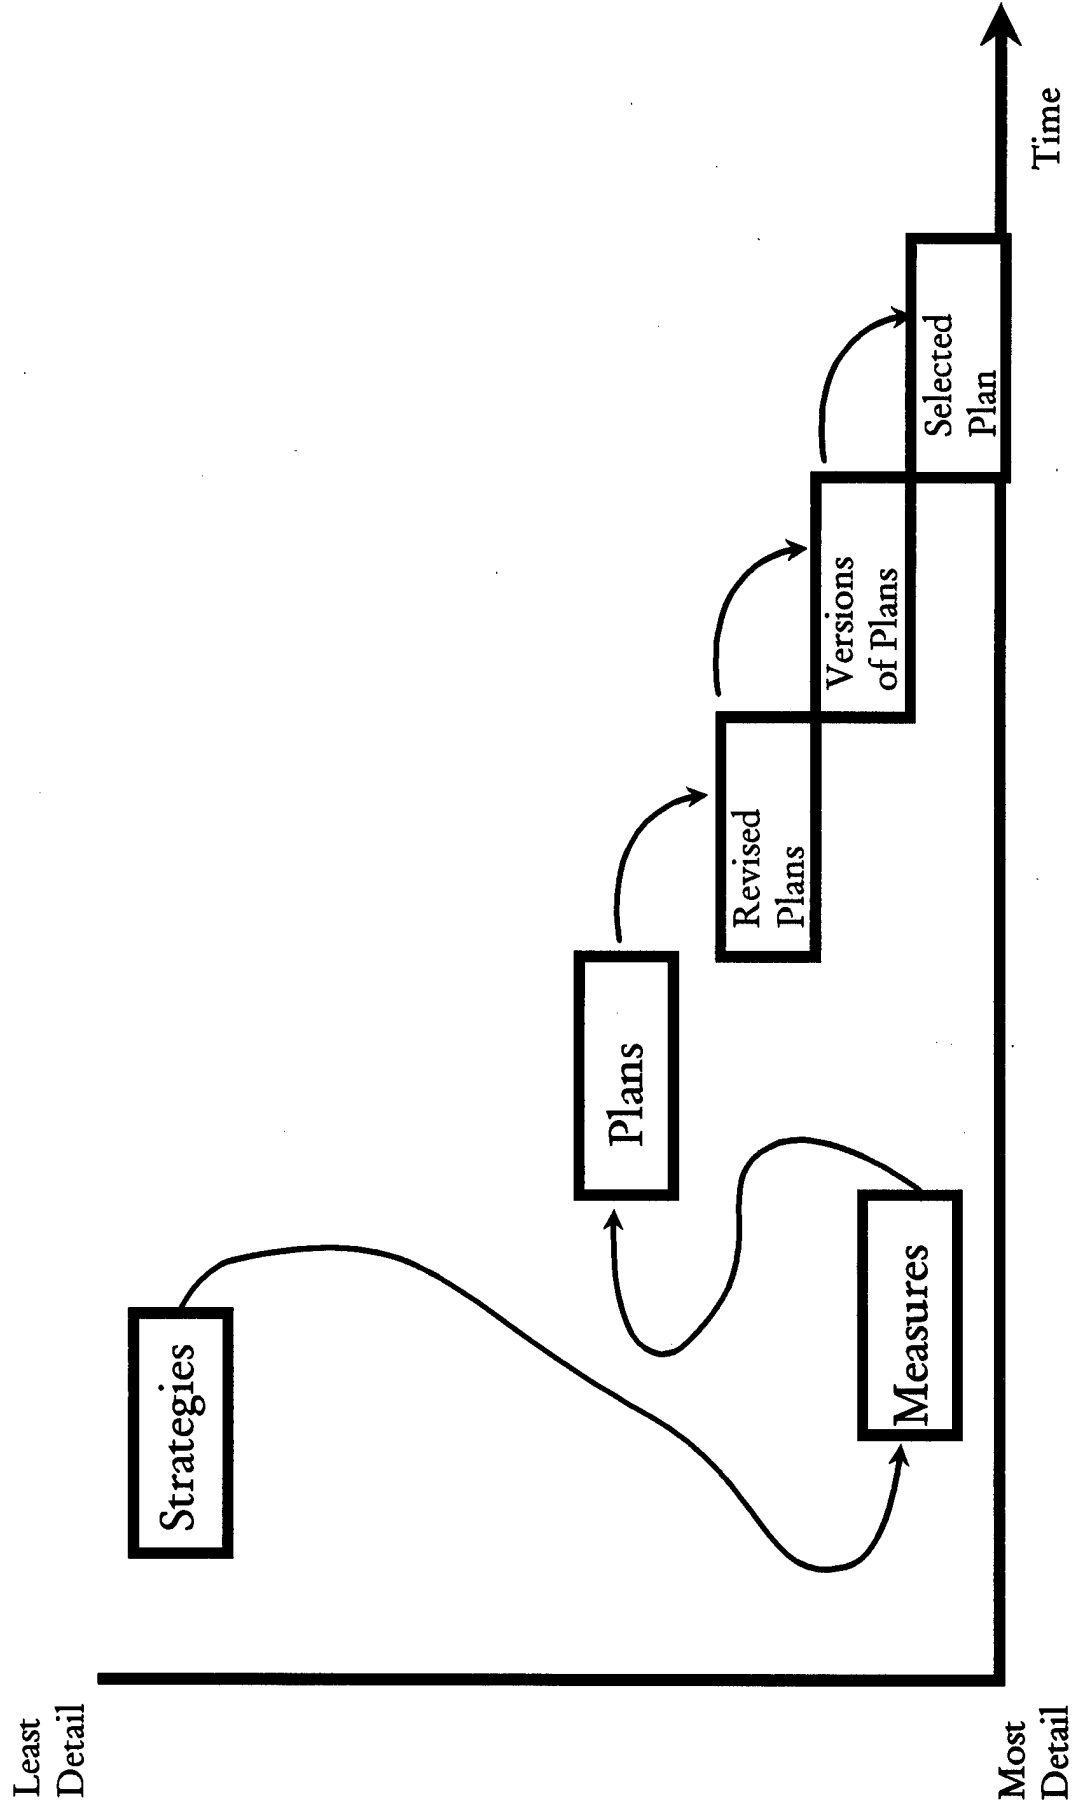 Least
Detail
Strategies
Plans
Revised
Plans
Versions
of Plans
Selected
Plan
Measures
Most
Detail
Time